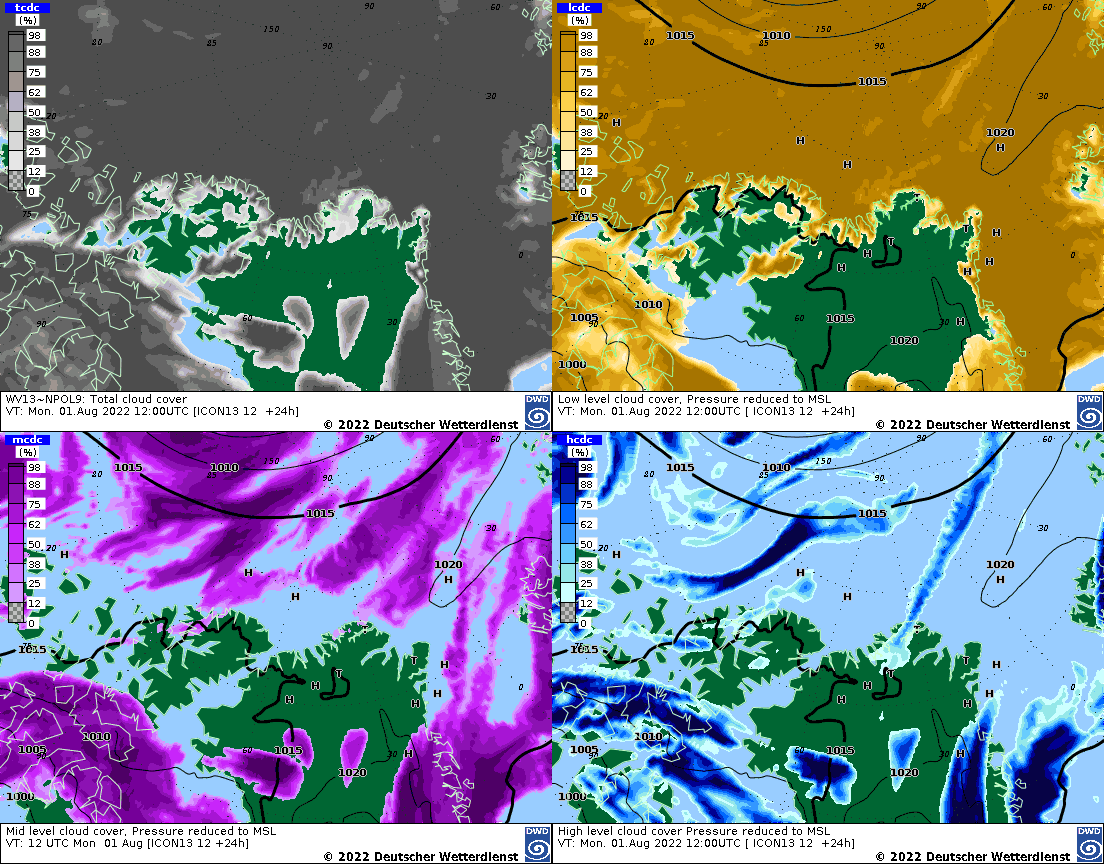 tcdc
(%)
98
88
75
62
50
38
25
12
0
90
60
150
20
85
90
30
20
75
0
60
30
90
WV13~NPOL9: Total cloud cover
VT: Mon. 01.Aug 2022 12:00UTC [ICON13 12 +24h]
© 2022 Deutscher Wetterdienst
DWD
lcdc
(%)
98
88
75
62
50
38
25
12
0
60
1015
1010
150
80
85
90
1015
30
H
1020
H
H
H
1015
T
H
T
H
H
H
H
0
1010
1005
90
60
1015
30
H
1020
1000
Low level cloud cover, Pressure reduced to MSL
VT: Mon. 01.Aug 2022 12:00UTC [ ICON13 12 +24h]
© 2022 Deutscher Wetterdienst
DWD
mcdc
(%)
98
88
75
62
50
38
25
12
0
90
60
1015
1010
150
20
85
90
1015
30
20
H
1020
H
H
H
1015
T
H
H
H
H
H
0
1010
1005
60
1015
30
H
1020
1000
Mid level cloud cover, Pressure reduced to MSL
VT: 12 UTC Mon 01 Aug [ICON13 12 +24h]
© 2022 Deutscher Wetterdienst
DWD
hcdc
(%)
98
88
75
62
50
38
25
12
0
90
60
1015
1010
150
20
85
90
1015
30
20
H
1020
H
H
H
1015
T
H
T
H
H
H
H
0
1010
1005
60
1015
30
H
1020
1000
High level cloud cover Pressure reduced to MSL
VT: Mon. 01.Aug 2022 12:00UTC [ ICON13 12 +24h]
© 2022 Deutscher Wetterdienst
DWD